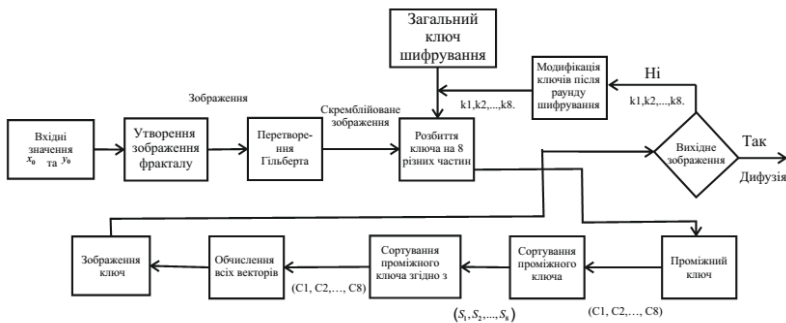 Загальний
ключ
шифрування
Модифікація
ключів після
раунду
шифрування
Ні
k1,k2,...,k8.
k1,k2,...,k8.
Зображення
Скремблійоване
зображення
Вхідні
значення
x₀ та y₀
Утворення
зображення
фракталу
Перетворе-
ння
Гільберта
Розбиття
ключа на 8
різних частин
Вихідне
зображення
Так
Дифузія
Зображення
ключ
Обчислення
всіх векторів
(C1, C2,…, C8)
Сортування
проміжного
ключа згідно з
(S₁, S₂,..., S₈)
Сортування
проміжного
ключа
(C1, C2,…, C8)
Проміжний
ключ